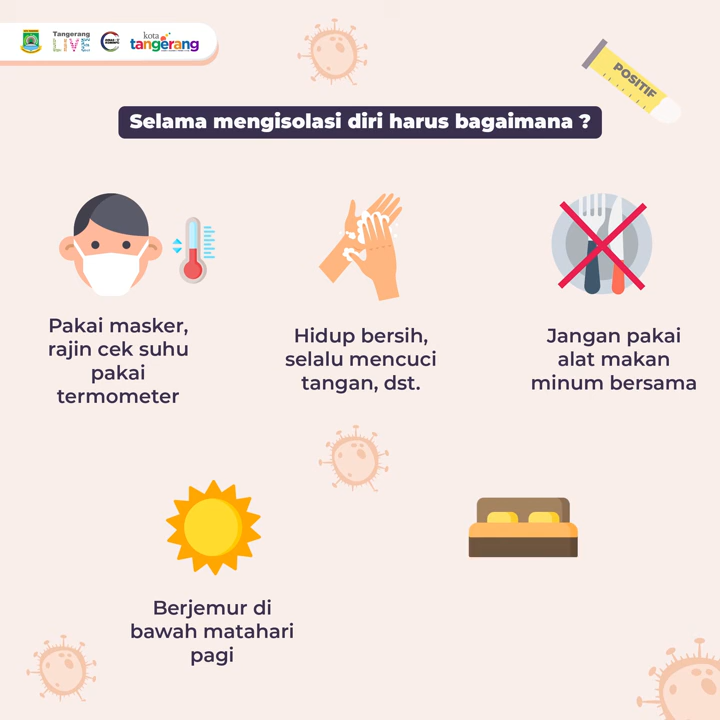 Tangerang
LIVE
kota
tangerang
POSITIF
Selama mengisolasi diri harus bagaimana ?
Pakai masker,
rajin cek suhu
pakai
termometer
Hidup bersih,
selalu mencuci
tangan, dst.
Jangan pakai
alat makan
minum bersama
Berjemur di
bawah matahari
pagi